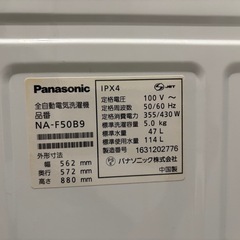 Panasonic
全自動電気洗濯機
品番
NA-F50B9
外形寸法
幅 562 mm
奥行 572 mm
高さ 880 mm
IPX4
JET
定格電圧 100 V～
定格周波数 50/60 Hz
定格消費電力 355/430 W
標準洗濯容量 5.0 kg
標準水量 47 L
標準使用水量 114 L
1631202776
パナソニック株式会社
中国製